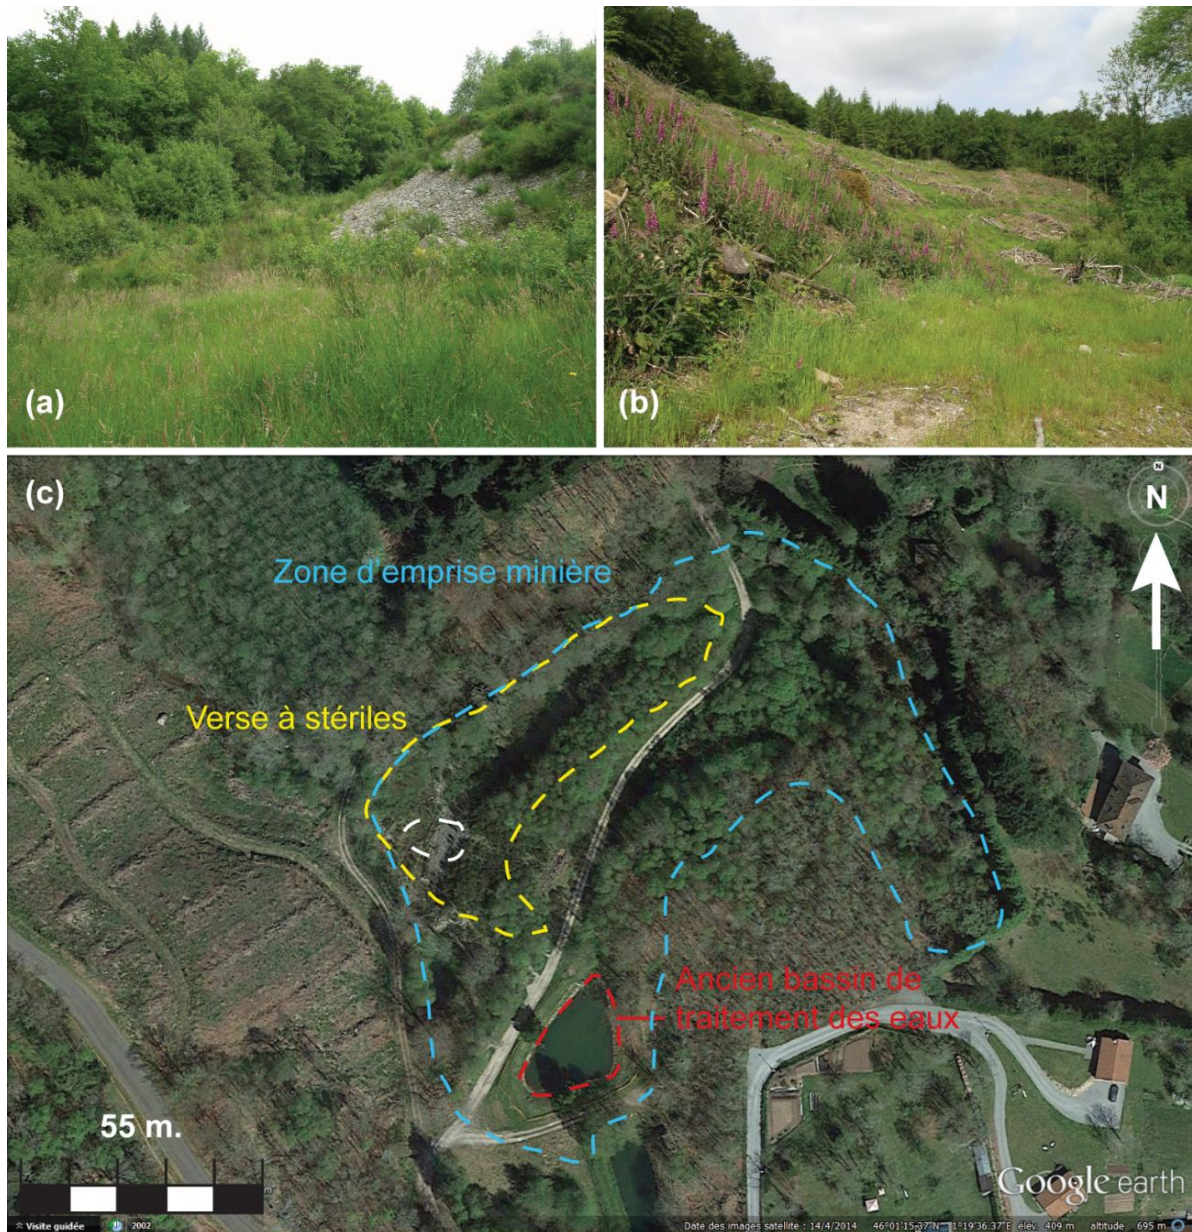 (a)
(b)
(c)
N
N
Zone d'emprise minière
Verse à stériles
Ancien bassin de
traitement des eaux
55 m.
Google earth
Visite guidée
2002
Date des images satellite : 14/4/2014 46°01'15.37"N 1°19'36.37"E élev. 409 m altitude 695 m